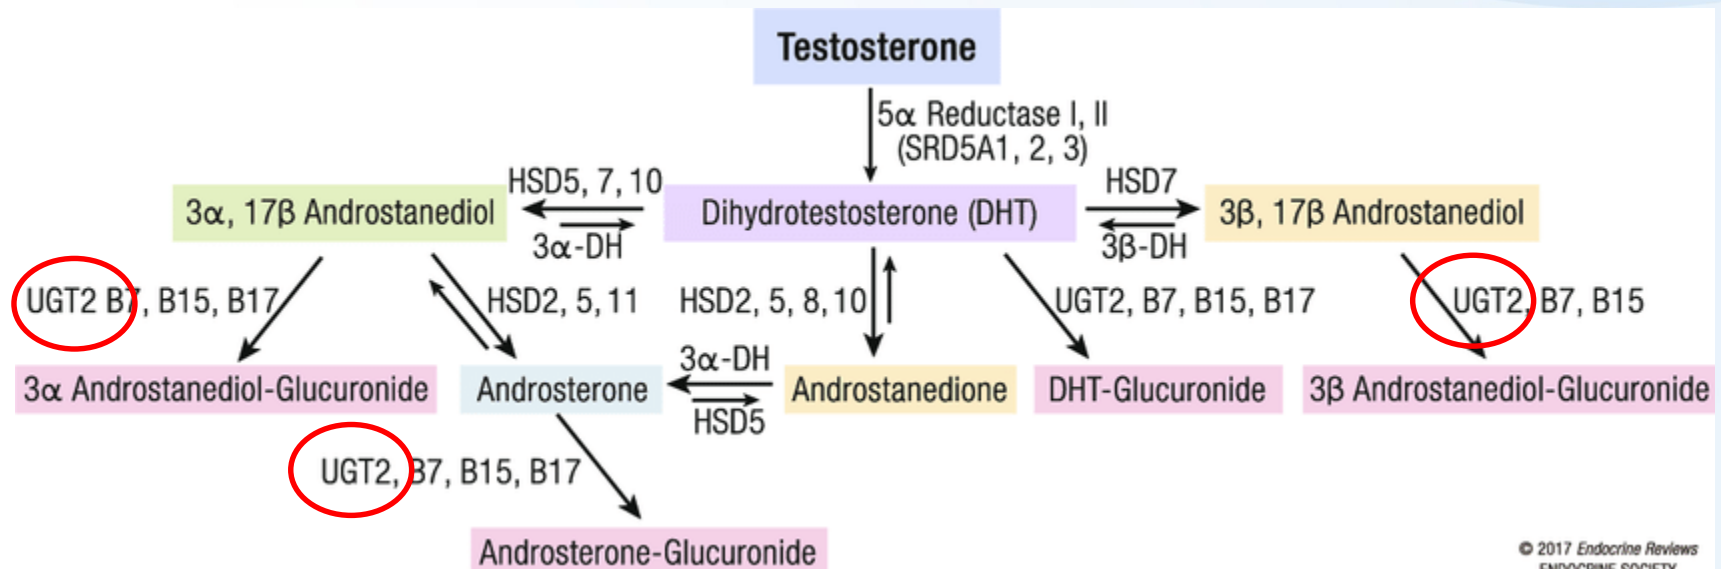 Testosterone
5α Reductase I, II
(SRD5A1, 2, 3)
HSD5, 7, 10
HSD7
3α, 17β Androstanediol
Dihydrotestosterone (DHT)
3β, 17β Androstanediol
3α-DH
3β-DH
UGT2 B7, B15, B17
HSD2, 5, 11
HSD2, 5, 8, 10
UGT2, B7, B15, B17
UGT2, B7, B15
3α-DH
3α Androstanediol-Glucuronide
Androsterone
Androstanedione
DHT-Glucuronide
3β Androstanediol-Glucuronide
HSD5
UGT2, B7, B15, B17
Androsterone-Glucuronide
© 2017 Endocrine Reviews
ENDOCRINE SOCIETY